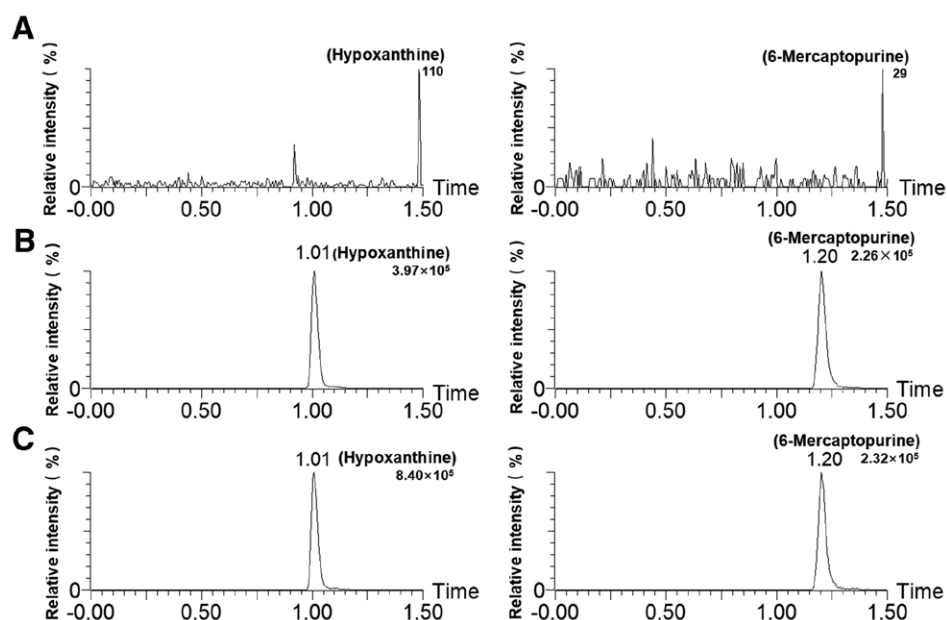 A
Relative intensity ( %)
(Hypoxanthine)
110
0
Time
-0.00 0.50 1.00 1.50
Relative intensity ( %)
(6-Mercaptopurine)
29
0
Time
-0.00 0.50 1.00 1.50
B
Relative intensity ( %)
1.01 (Hypoxanthine)
3.97×10⁵
0
Time
-0.00 0.50 1.00 1.50
Relative intensity ( %)
(6-Mercaptopurine)
1.20 2.26×10⁵
0
Time
-0.00 0.50 1.00 1.50
C
Relative intensity ( %)
1.01 (Hypoxanthine)
8.40×10⁵
0
Time
-0.00 0.50 1.00 1.50
Relative intensity ( %)
(6-Mercaptopurine)
1.20 2.32×10⁵
0
Time
-0.00 0.50 1.00 1.50